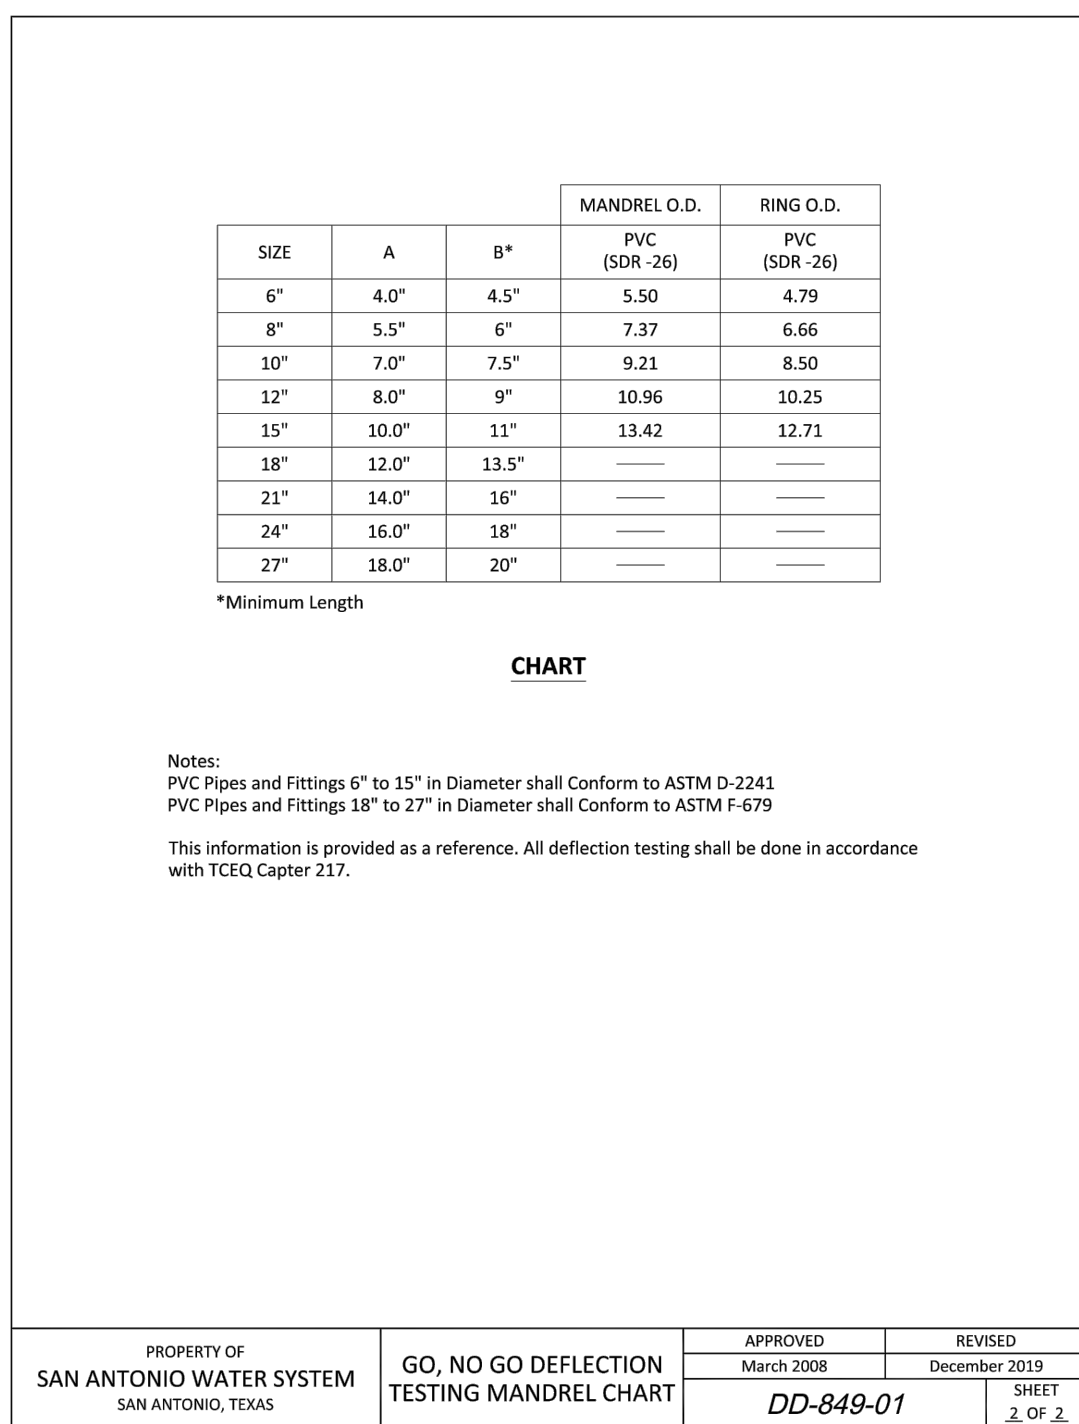 MANDREL O.D. RING O.D.
SIZE A B* PVC (SDR -26) PVC (SDR -26)
6" 4.0" 4.5" 5.50 4.79
8" 5.5" 6" 7.37 6.66
10" 7.0" 7.5" 9.21 8.50
12" 8.0" 9" 10.96 10.25
15" 10.0" 11" 13.42 12.71
18" 12.0" 13.5" —— ——
21" 14.0" 16" —— ——
24" 16.0" 18" —— ——
27" 18.0" 20" —— ——
*Minimum Length
CHART
Notes:
PVC Pipes and Fittings 6" to 15" in Diameter shall Conform to ASTM D-2241
PVC PIpes and Fittings 18" to 27" in Diameter shall Conform to ASTM F-679
This information is provided as a reference. All deflection testing shall be done in accordance
with TCEQ Capter 217.
PROPERTY OF
SAN ANTONIO WATER SYSTEM
SAN ANTONIO, TEXAS
GO, NO GO DEFLECTION
TESTING MANDREL CHART
APPROVED REVISED
March 2008 December 2019
DD-849-01
SHEET
2 OF 2